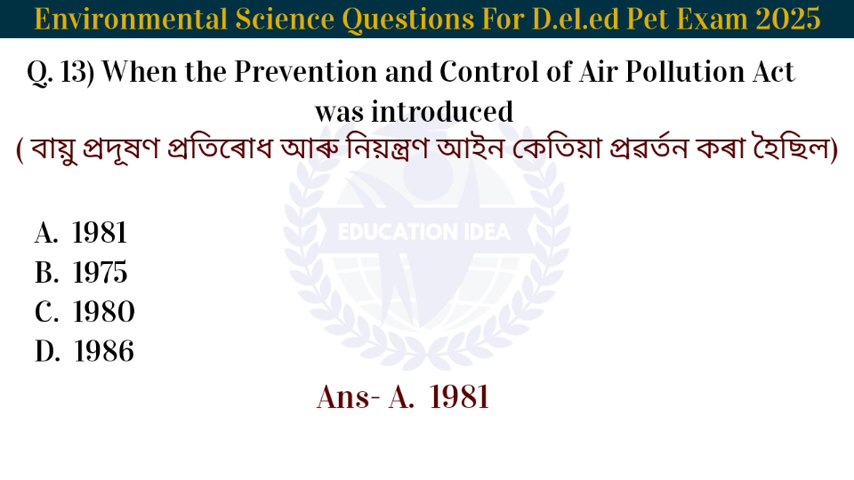 Environmental Science Questions For D.el.ed Pet Exam 2025
Q. 13) When the Prevention and Control of Air Pollution Act
was introduced
( বায়ু প্ৰদূষণ প্ৰতিৰোধ আৰু নিয়ন্ত্ৰণ আইন কেতিয়া প্ৰৱৰ্তন কৰা হৈছিল)
EDUCATION IDEA
A. 1981
B. 1975
C. 1980
D. 1986
Ans- A. 1981